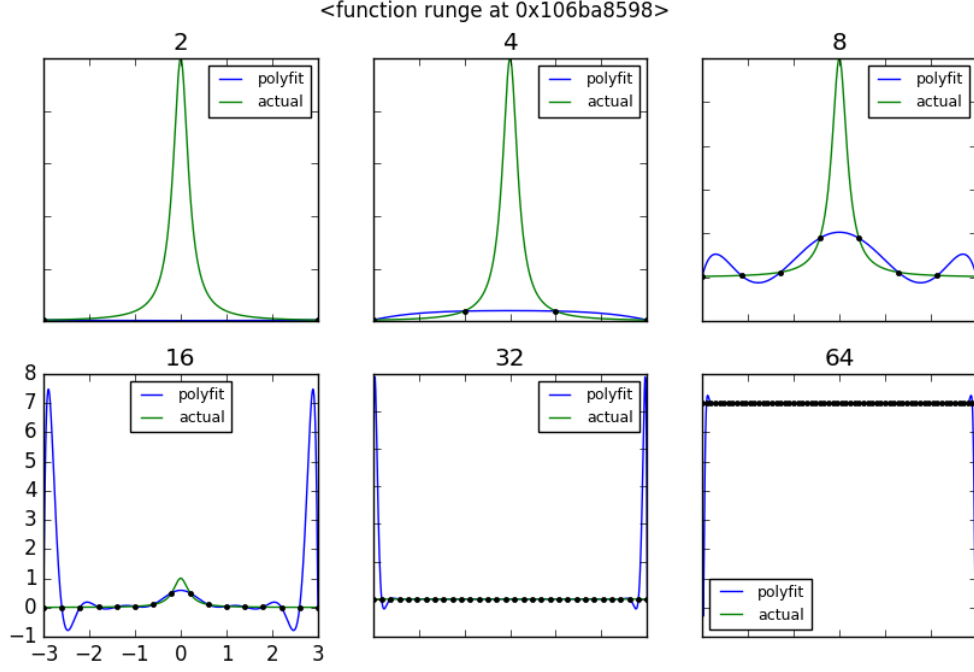 <function runge at 0x106ba8598>
2
polyfit
actual
4
polyfit
actual
8
polyfit
actual
16
polyfit
actual
8
7
6
5
4
3
2
1
0
−1
−3 −2 −1 0 1 2 3
32
polyfit
actual
64
polyfit
actual